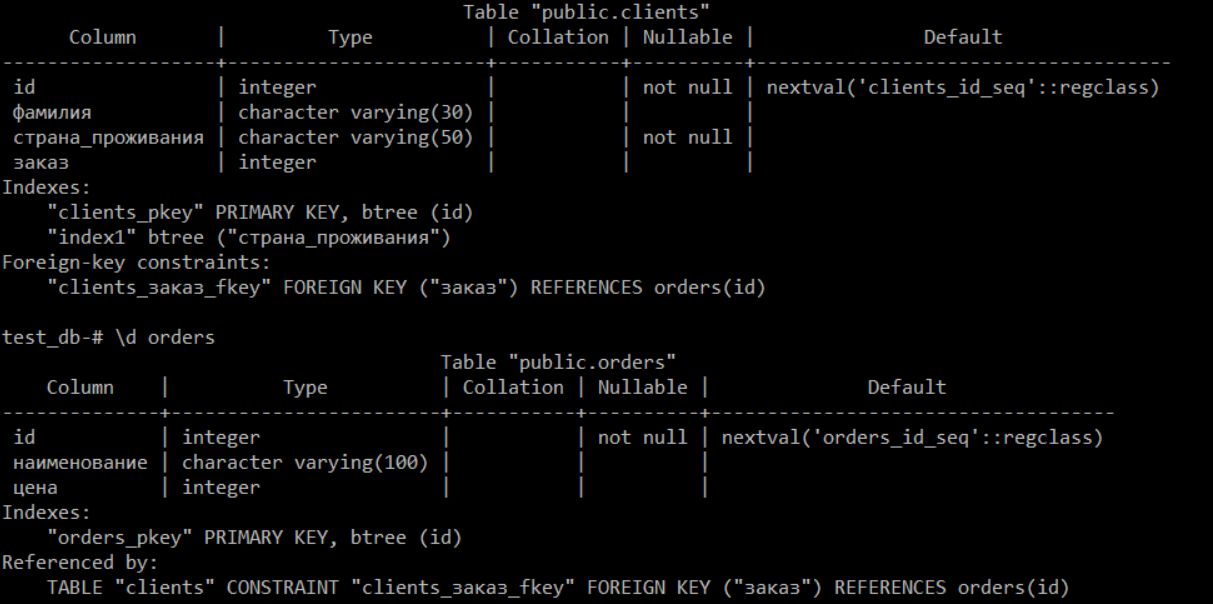 Table "public.clients"
Column | Type | Collation | Nullable | Default
-------------------+------------------------+-----------+----------+-------------------------------------
id | integer | | not null | nextval('clients_id_seq'::regclass)
фамилия | character varying(30) | | |
страна_проживания | character varying(50) | | not null |
заказ | integer | | |
Indexes:
"clients_pkey" PRIMARY KEY, btree (id)
"index1" btree ("страна_проживания")
Foreign-key constraints:
"clients_заказ_fkey" FOREIGN KEY ("заказ") REFERENCES orders(id)
test_db-# \d orders
Table "public.orders"
Column | Type | Collation | Nullable | Default
--------------+------------------------+-----------+----------+------------------------------------
id | integer | | not null | nextval('orders_id_seq'::regclass)
наименование | character varying(100) | | |
цена | integer | | |
Indexes:
"orders_pkey" PRIMARY KEY, btree (id)
Referenced by:
TABLE "clients" CONSTRAINT "clients_заказ_fkey" FOREIGN KEY ("заказ") REFERENCES orders(id)